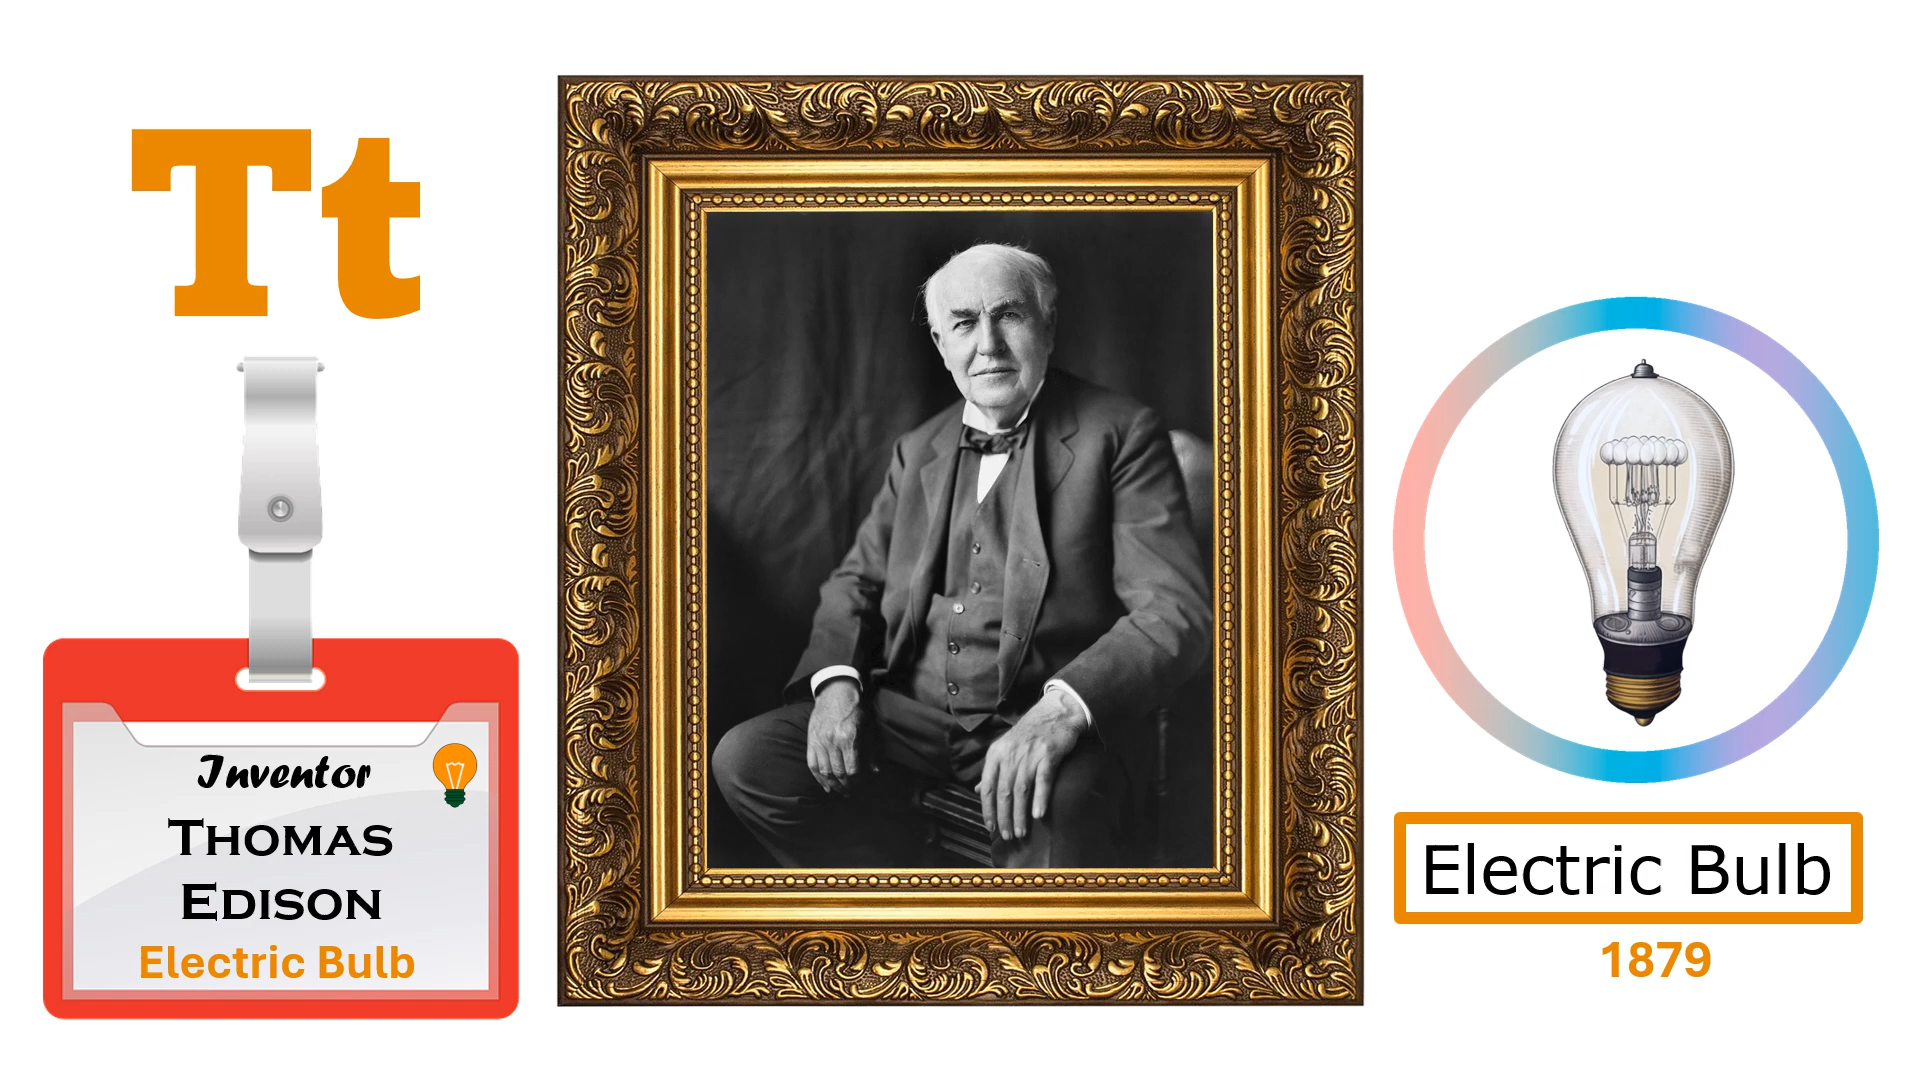 Tt
Inventor
THOMAS
EDISON
Electric Bulb
Electric Bulb
1879